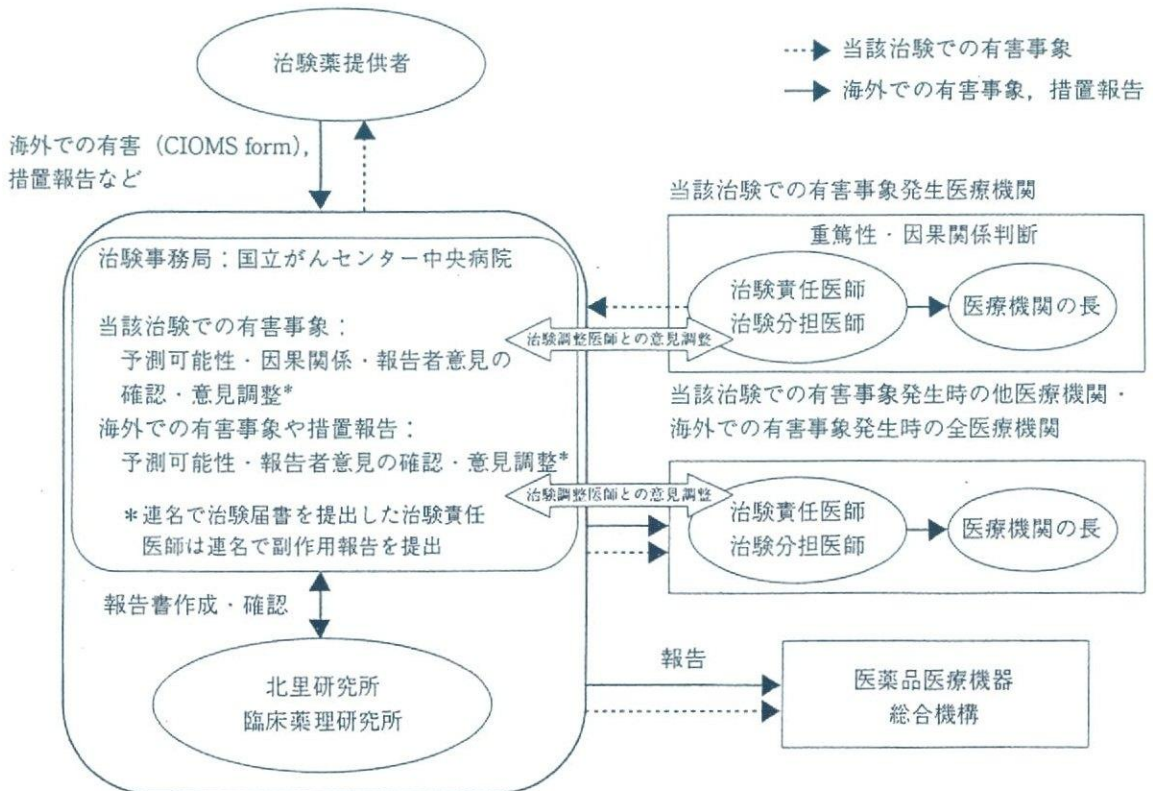 治験薬提供者
当該治験での有害事象
海外での有害事象，措置報告
海外での有害（CIOMS form），
措置報告など
当該治験での有害事象発生医療機関
重篤性・因果関係判断
治験責任医師
治験分担医師
医療機関の長
治験事務局：国立がんセンター中央病院
当該治験での有害事象：
予測可能性・因果関係・報告者意見の
確認・意見調整*
海外での有害事象や措置報告：
予測可能性・報告者意見の確認・意見調整*
*連名で治験届書を提出した治験責任
医師は連名で副作用報告を提出
治験調整医師との意見調整
当該治験での有害事象発生時の他医療機関・
海外での有害事象発生時の全医療機関
治験調整医師との意見調整
治験責任医師
治験分担医師
医療機関の長
報告書作成・確認
北里研究所
臨床薬理研究所
報告
医薬品医療機器
総合機構